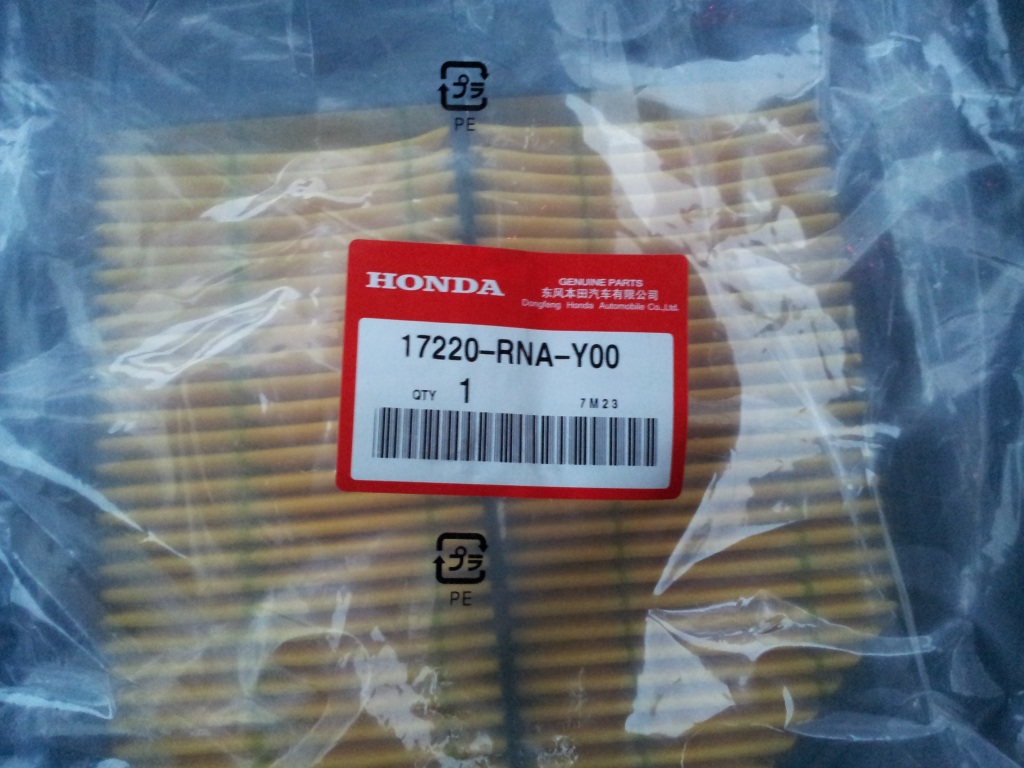 プラ
PE
HONDA
GENUINE PARTS
东风本田汽车有限公司
Dongfeng Honda Automobile Co.,Ltd.
17220-RNA-Y00
QTY 1
7M23
プラ
PE